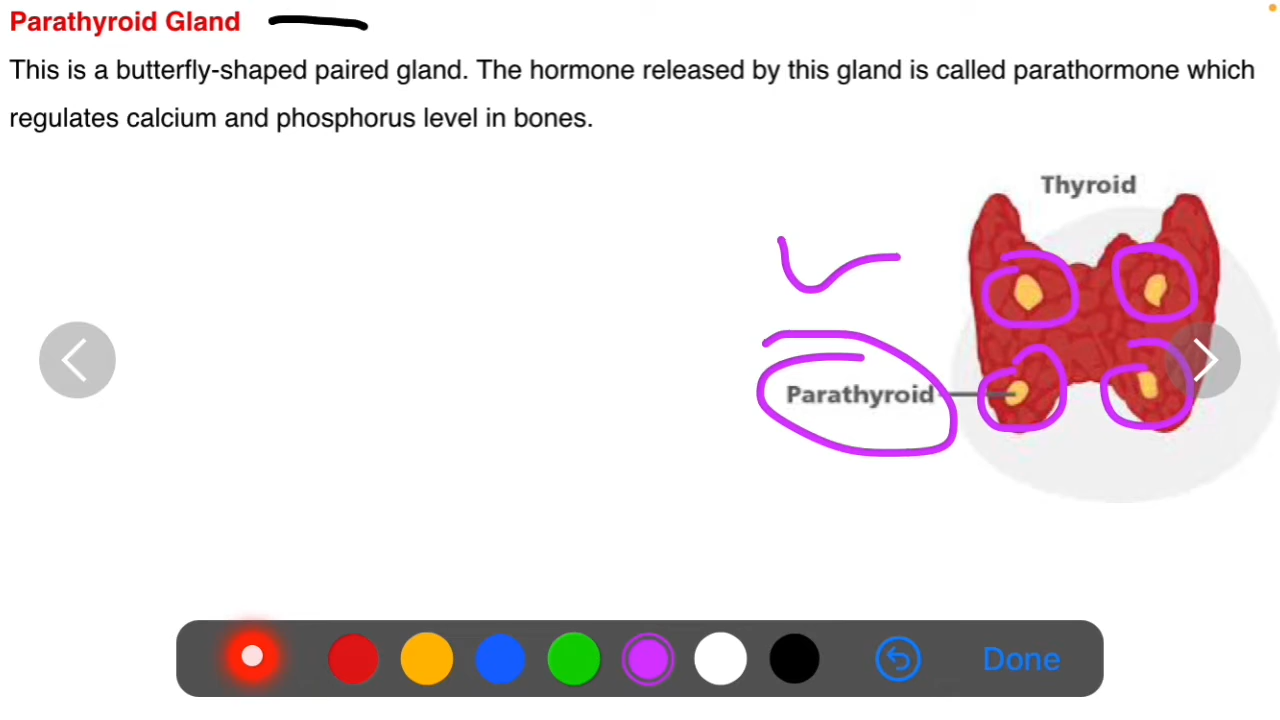 Parathyroid Gland
This is a butterfly-shaped paired gland. The hormone released by this gland is called parathormone which
regulates calcium and phosphorus level in bones.
Thyroid
Parathyroid
Done